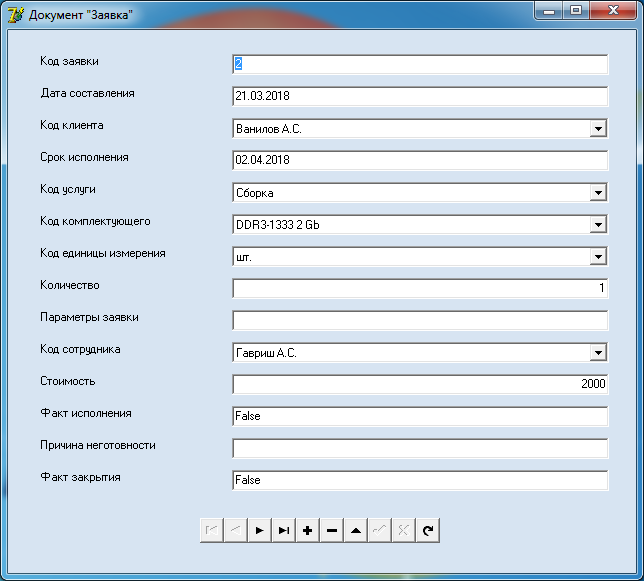 Документ "Заявка"
Код заявки 2
Дата составления 21.03.2018
Код клиента Ванилов А.С.
Срок исполнения 02.04.2018
Код услуги Сборка
Код комплектующего DDR3-1333 2 Gb
Код единицы измерения шт.
Количество 1
Параметры заявки
Код сотрудника Гавриш А.С.
Стоимость 2000
Факт исполнения False
Причина неготовности
Факт закрытия False